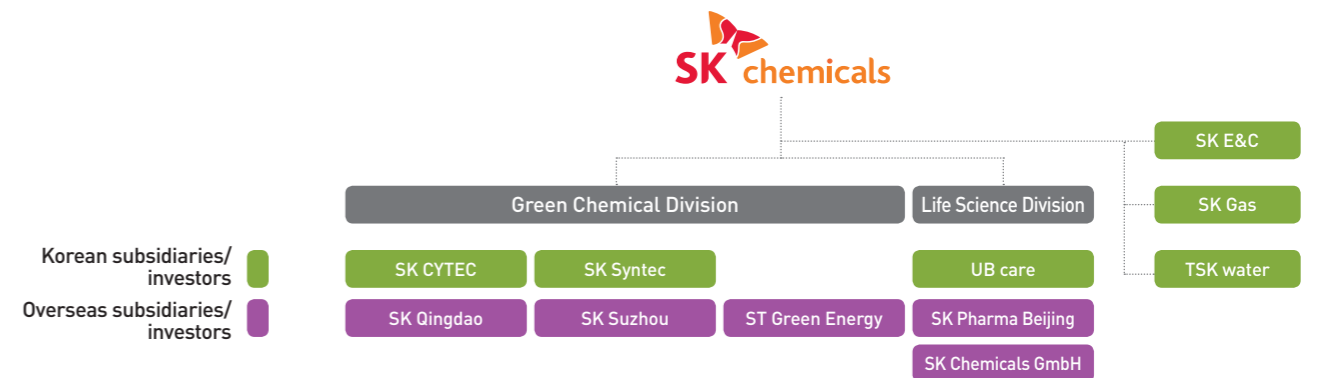 SK chemicals
SK E&C
Green Chemical Division
Life Science Division
SK Gas
Korean subsidiaries/
investors
SK CYTEC
SK Syntec
UB care
TSK water
Overseas subsidiaries/
investors
SK Qingdao
SK Suzhou
ST Green Energy
SK Pharma Beijing
SK Chemicals GmbH